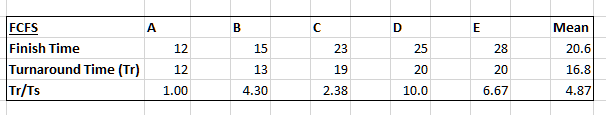 FCFS A B C D E Mean
Finish Time 12 15 23 25 28 20.6
Turnaround Time (Tr) 12 13 19 20 20 16.8
Tr/Ts 1.00 4.30 2.38 10.0 6.67 4.87